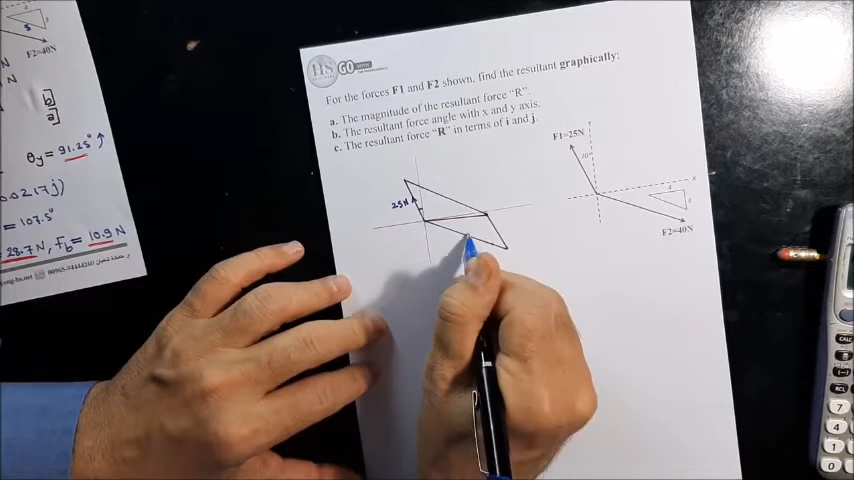 F2=40N
b
a
θy = 91.25°
107.5°
= 28.7 N, Fb = 10.9 N
00965-94444260
HS
GO
For the forces F1 and F2 shown, find the resultant graphically:
a. The magnitude of the resultant force "R".
b. The resultant force angle with x and y axis.
c. The resultant force "R" in terms of i and j.
25N
F1=25N
y
20°
x
4
3
F2=40N